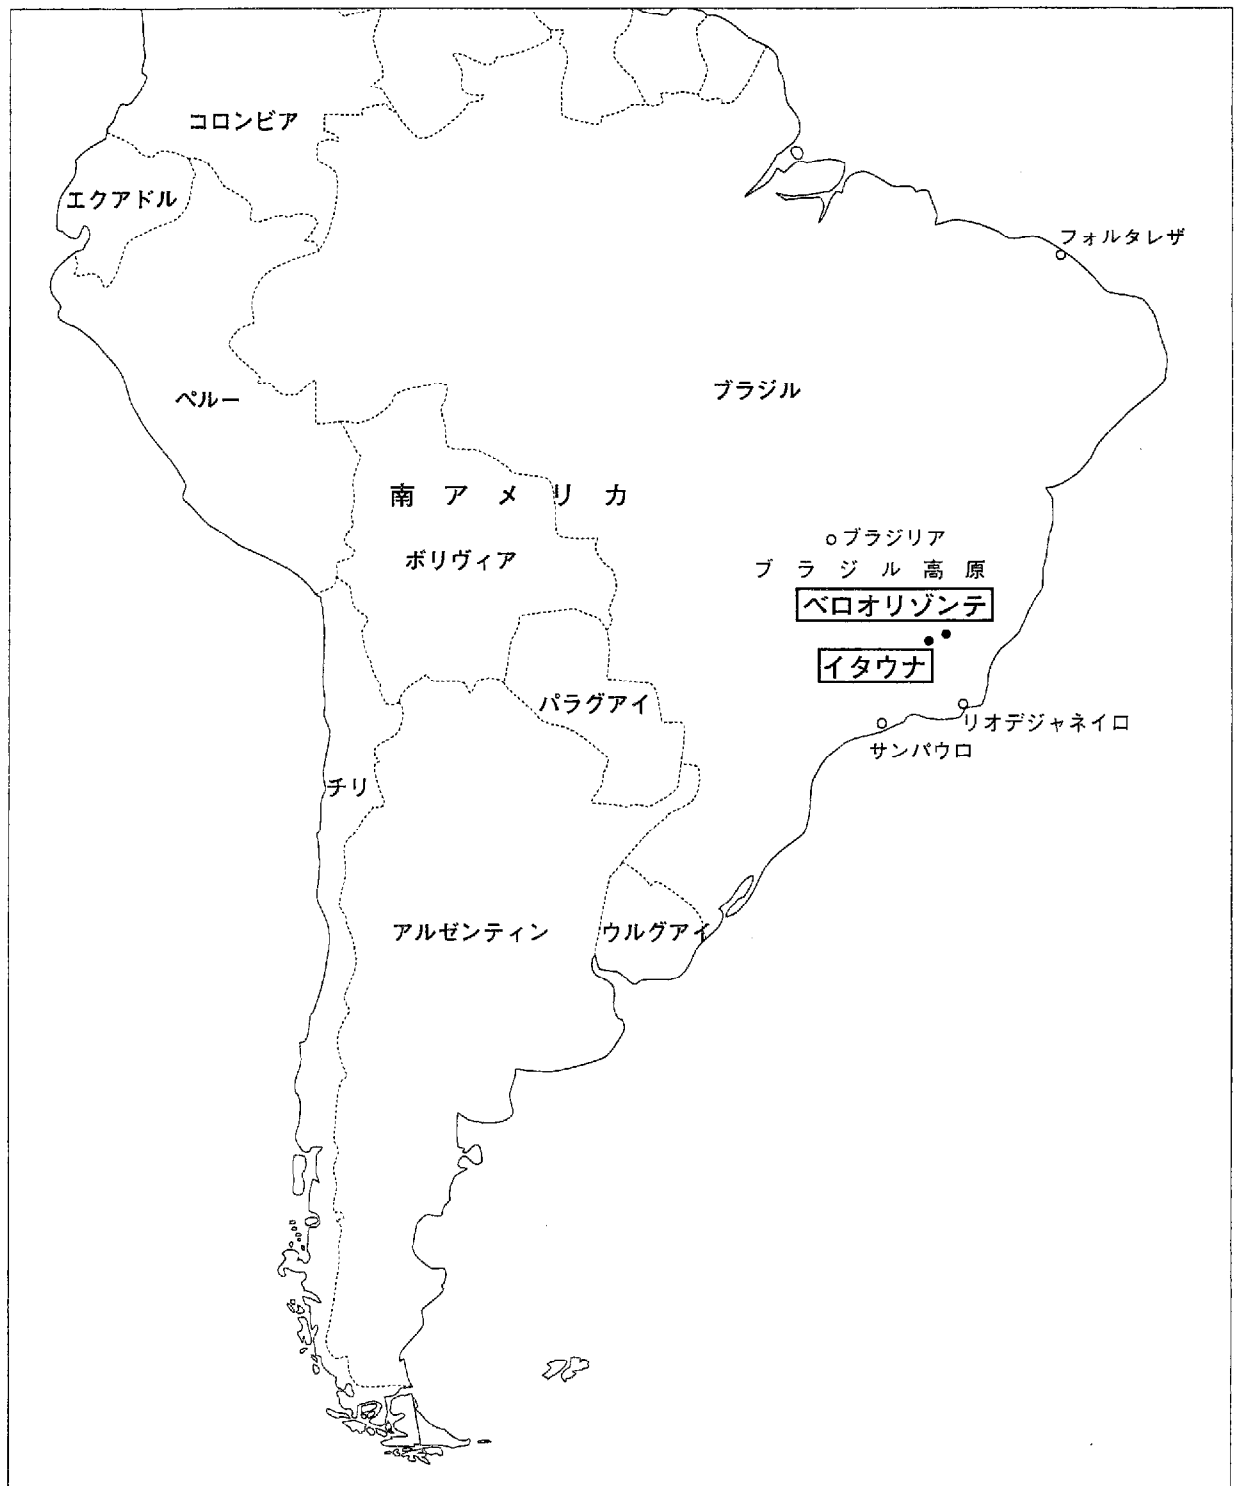 コロンビア
エクアドル
フォルタレザ
ブラジル
ペルー
南アメリカ
ブラジリア
ボリヴィア
ブラジル高原
ベロオリゾンテ
イタウナ
パラグアイ
リオデジャネイロ
サンパウロ
チリ
アルゼンティン
ウルグアイ